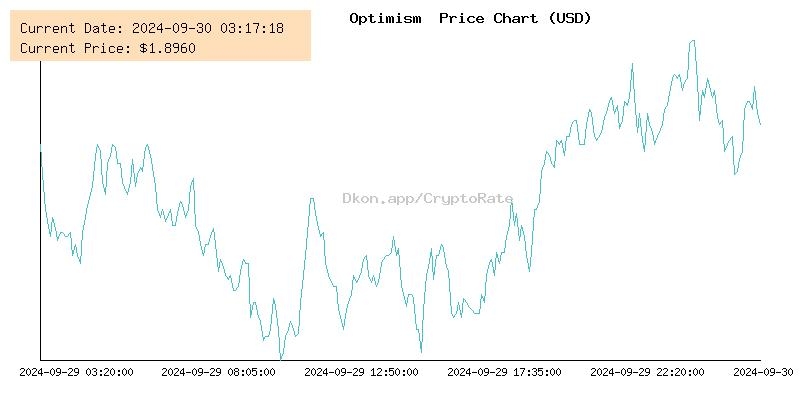 Optimism Price Chart (USD)
Current Date: 2024-09-30 03:17:18
Current Price: $1.8960
Dkon.app/CryptoRate
2024-09-29 03:20:00 2024-09-29 08:05:00 2024-09-29 12:50:00 2024-09-29 17:35:00 2024-09-29 22:20:00 2024-09-30